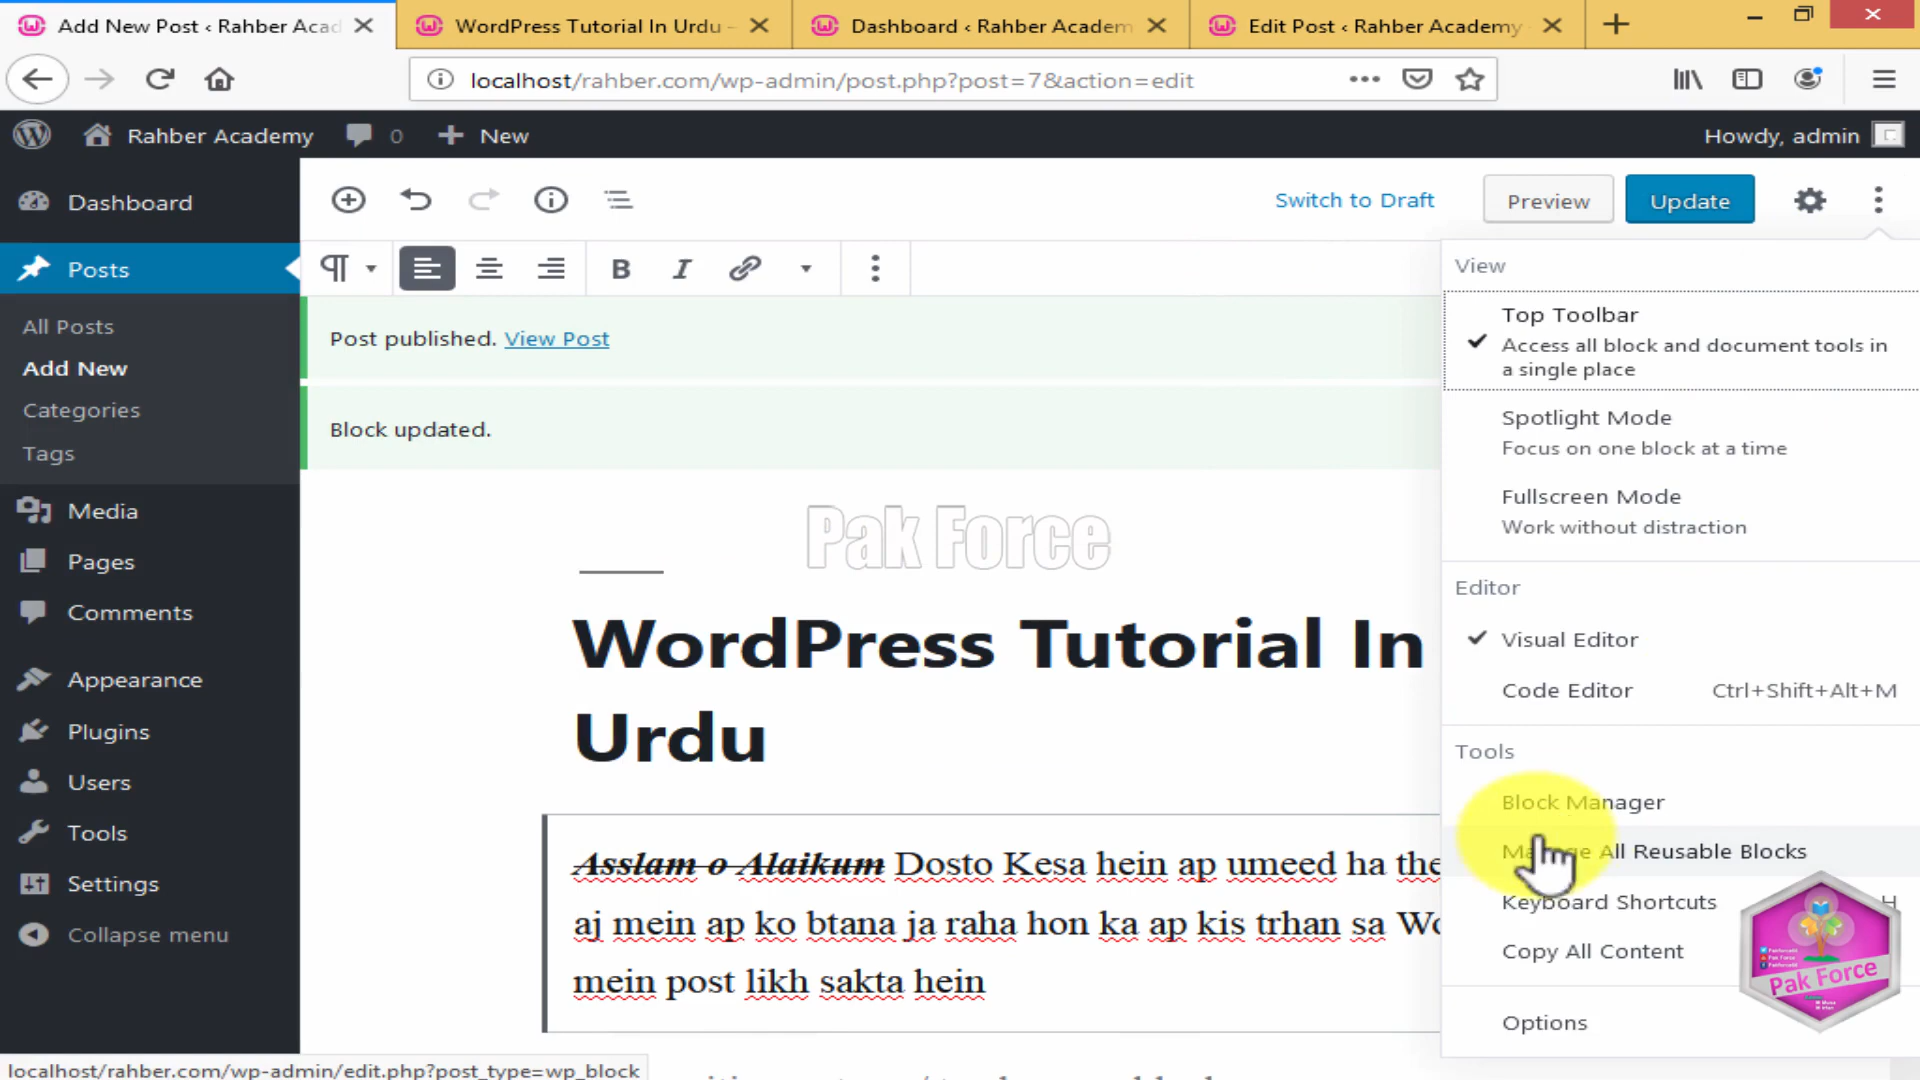 Add New Post ‹ Rahber Acad
WordPress Tutorial In Urdu –
Dashboard ‹ Rahber Academ
Edit Post ‹ Rahber Academy
localhost/rahber.com/wp-admin/post.php?post=7&action=edit
Rahber Academy 0 New
Howdy, admin
Dashboard
Posts
All Posts
Add New
Categories
Tags
Media
Pages
Comments
Appearance
Plugins
Users
Tools
Settings
Collapse menu
Switch to Draft Preview Update
Post published. View Post
Block updated.
Pak Force
WordPress Tutorial In
Urdu
Asslam o Alaikum Dosto Kesa hein ap umeed ha the
aj mein ap ko btana ja raha hon ka ap kis trhan sa Wo
mein post likh sakta hein
View
Top Toolbar
Access all block and document tools in
a single place
Spotlight Mode
Focus on one block at a time
Fullscreen Mode
Work without distraction
Editor
Visual Editor
Code Editor Ctrl+Shift+Alt+M
Tools
Block Manager
Manage All Reusable Blocks
Keyboard Shortcuts H
Copy All Content
Options
Pak Force
localhost/rahber.com/wp-admin/edit.php?post_type=wp_block